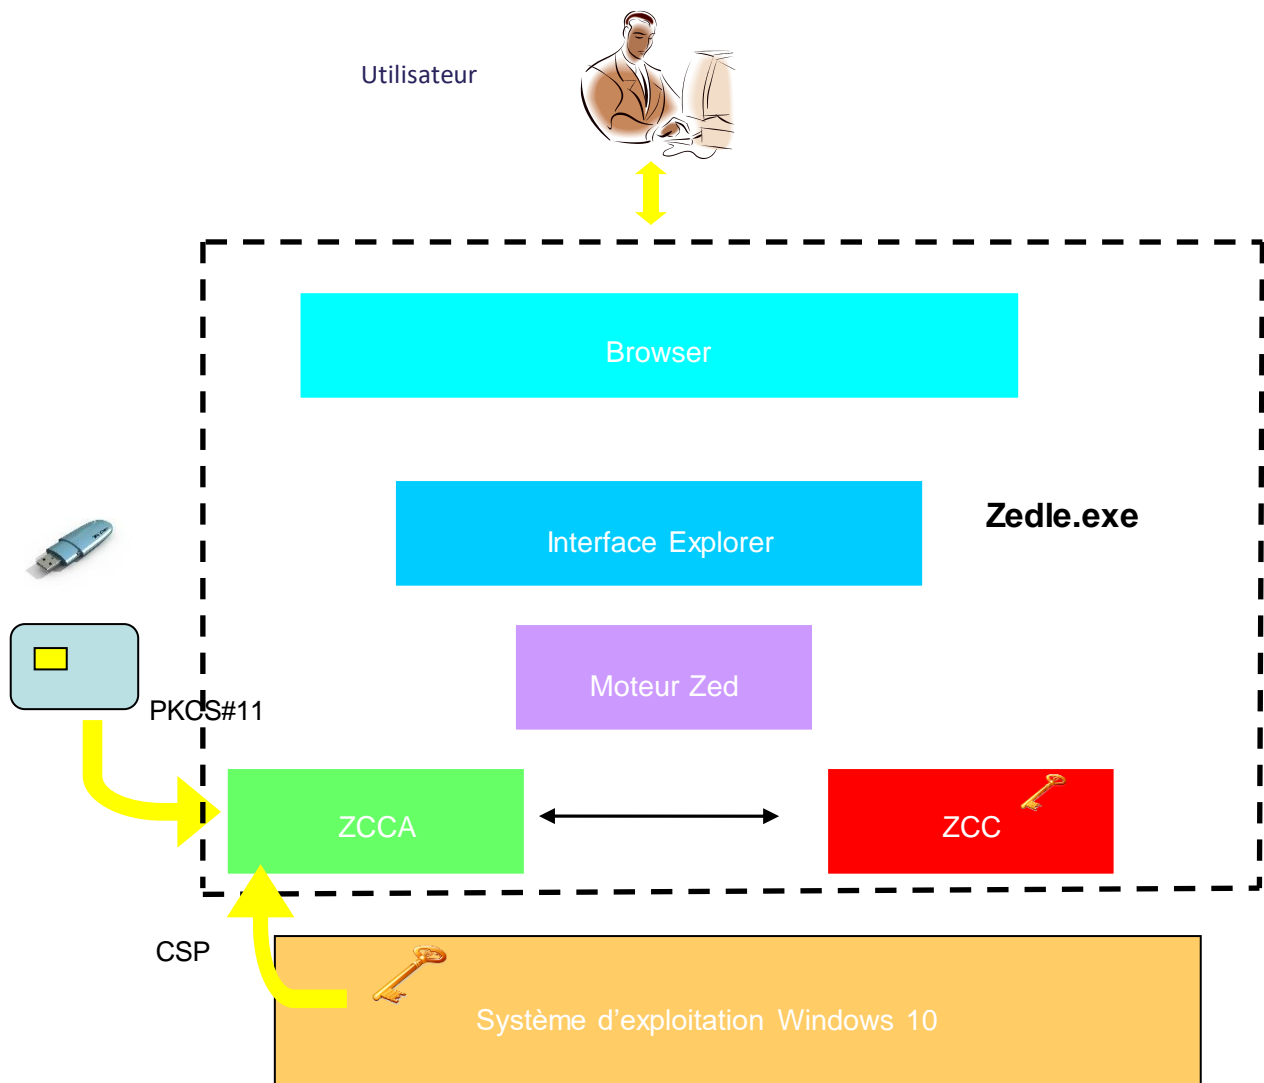 Utilisateur
Browser
Zedle.exe
Interface Explorer
Moteur Zed
PKCS#11
ZCCA
ZCC
CSP
Système d'exploitation Windows 10